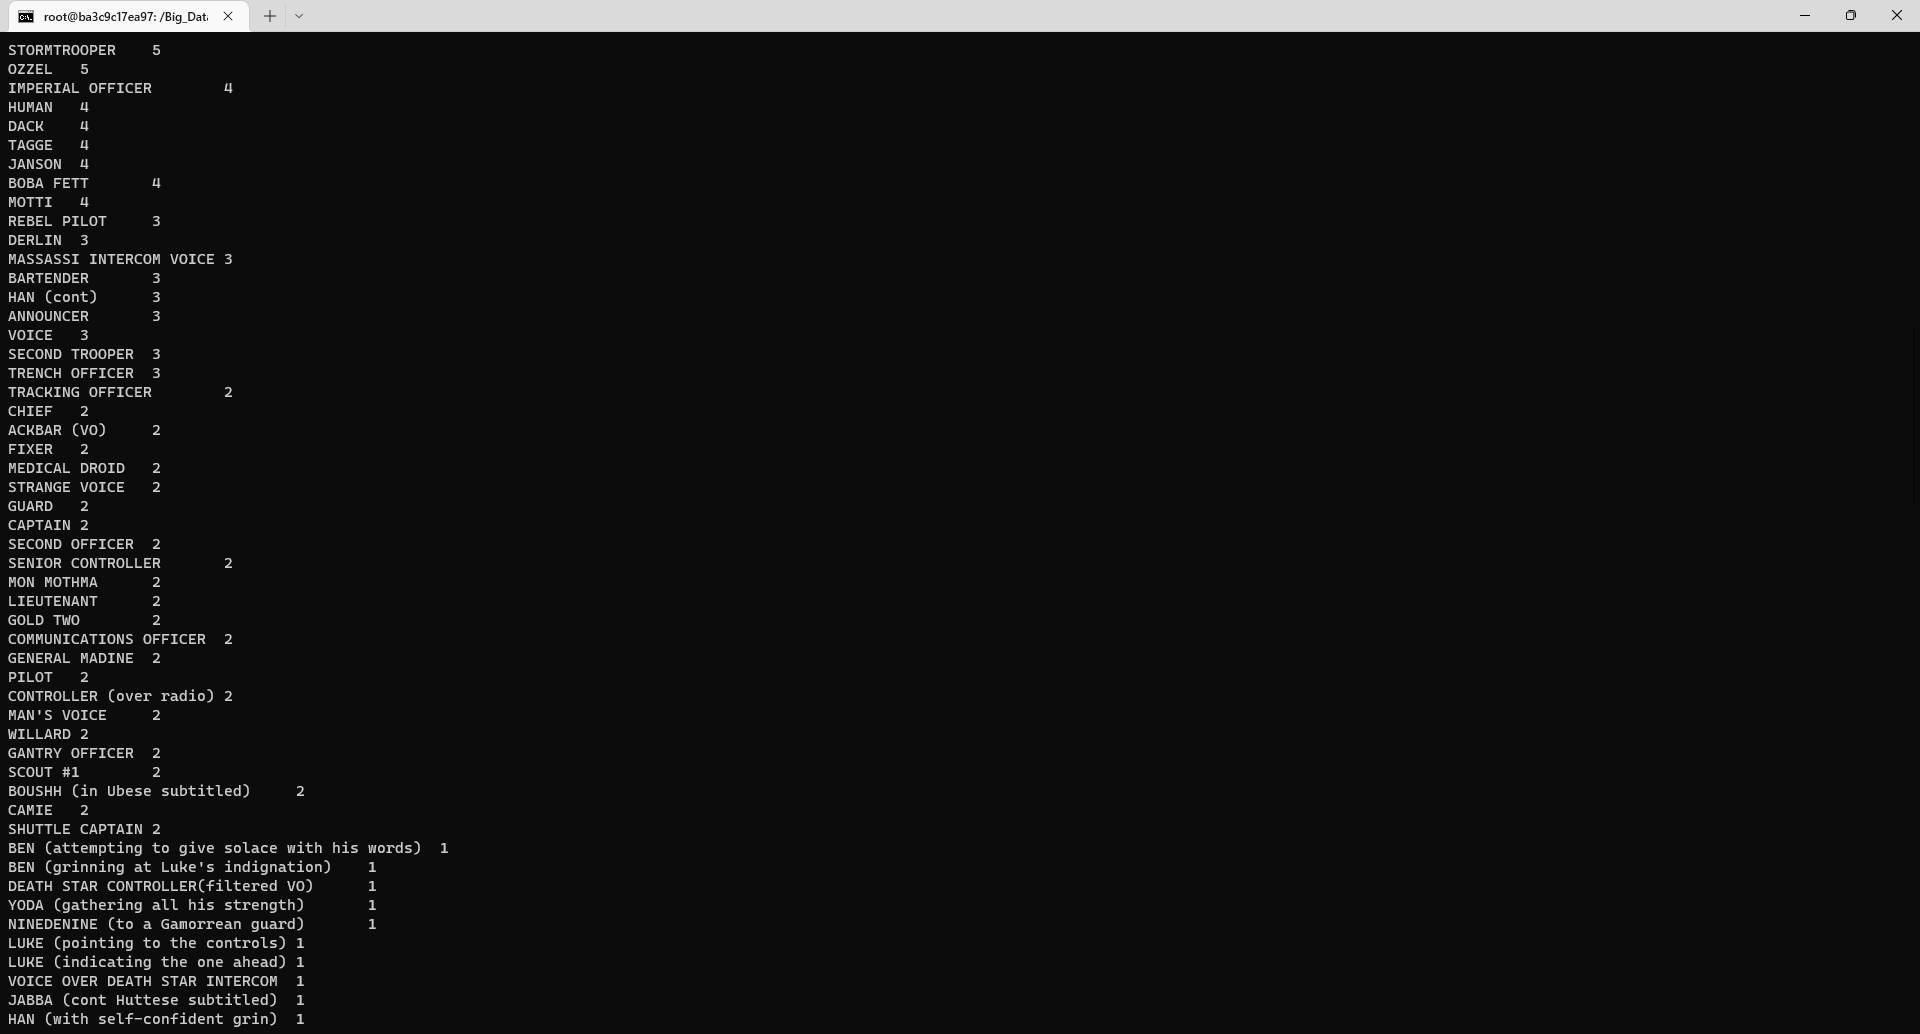 root@ba3c9c17ea97: /Big_Dat
STORMTROOPER 5
OZZEL 5
IMPERIAL OFFICER 4
HUMAN 4
DACK 4
TAGGE 4
JANSON 4
BOBA FETT 4
MOTTI 4
REBEL PILOT 3
DERLIN 3
MASSASSI INTERCOM VOICE 3
BARTENDER 3
HAN (cont) 3
ANNOUNCER 3
VOICE 3
SECOND TROOPER 3
TRENCH OFFICER 3
TRACKING OFFICER 2
CHIEF 2
ACKBAR (VO) 2
FIXER 2
MEDICAL DROID 2
STRANGE VOICE 2
GUARD 2
CAPTAIN 2
SECOND OFFICER 2
SENIOR CONTROLLER 2
MON MOTHMA 2
LIEUTENANT 2
GOLD TWO 2
COMMUNICATIONS OFFICER 2
GENERAL MADINE 2
PILOT 2
CONTROLLER (over radio) 2
MAN'S VOICE 2
WILLARD 2
GANTRY OFFICER 2
SCOUT #1 2
BOUSHH (in Ubese subtitled) 2
CAMIE 2
SHUTTLE CAPTAIN 2
BEN (attempting to give solace with his words) 1
BEN (grinning at Luke's indignation) 1
DEATH STAR CONTROLLER(filtered VO) 1
YODA (gathering all his strength) 1
NINEDENINE (to a Gamorrean guard) 1
LUKE (pointing to the controls) 1
LUKE (indicating the one ahead) 1
VOICE OVER DEATH STAR INTERCOM 1
JABBA (cont Huttese subtitled) 1
HAN (with self-confident grin) 1